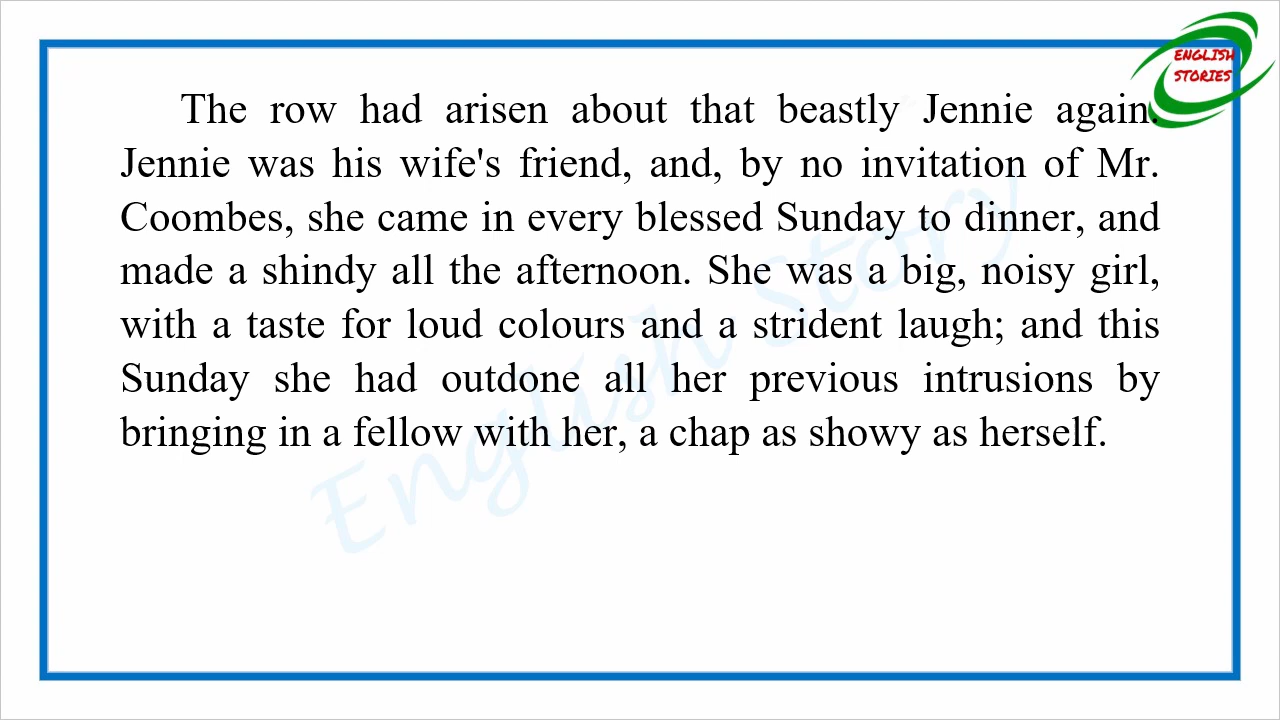 ENGLISH
STORIES
The row had arisen about that beastly Jennie again.
Jennie was his wife's friend, and, by no invitation of Mr.
Coombes, she came in every blessed Sunday to dinner, and
made a shindy all the afternoon. She was a big, noisy girl,
with a taste for loud colours and a strident laugh; and this
Sunday she had outdone all her previous intrusions by
bringing in a fellow with her, a chap as showy as herself.
English Story